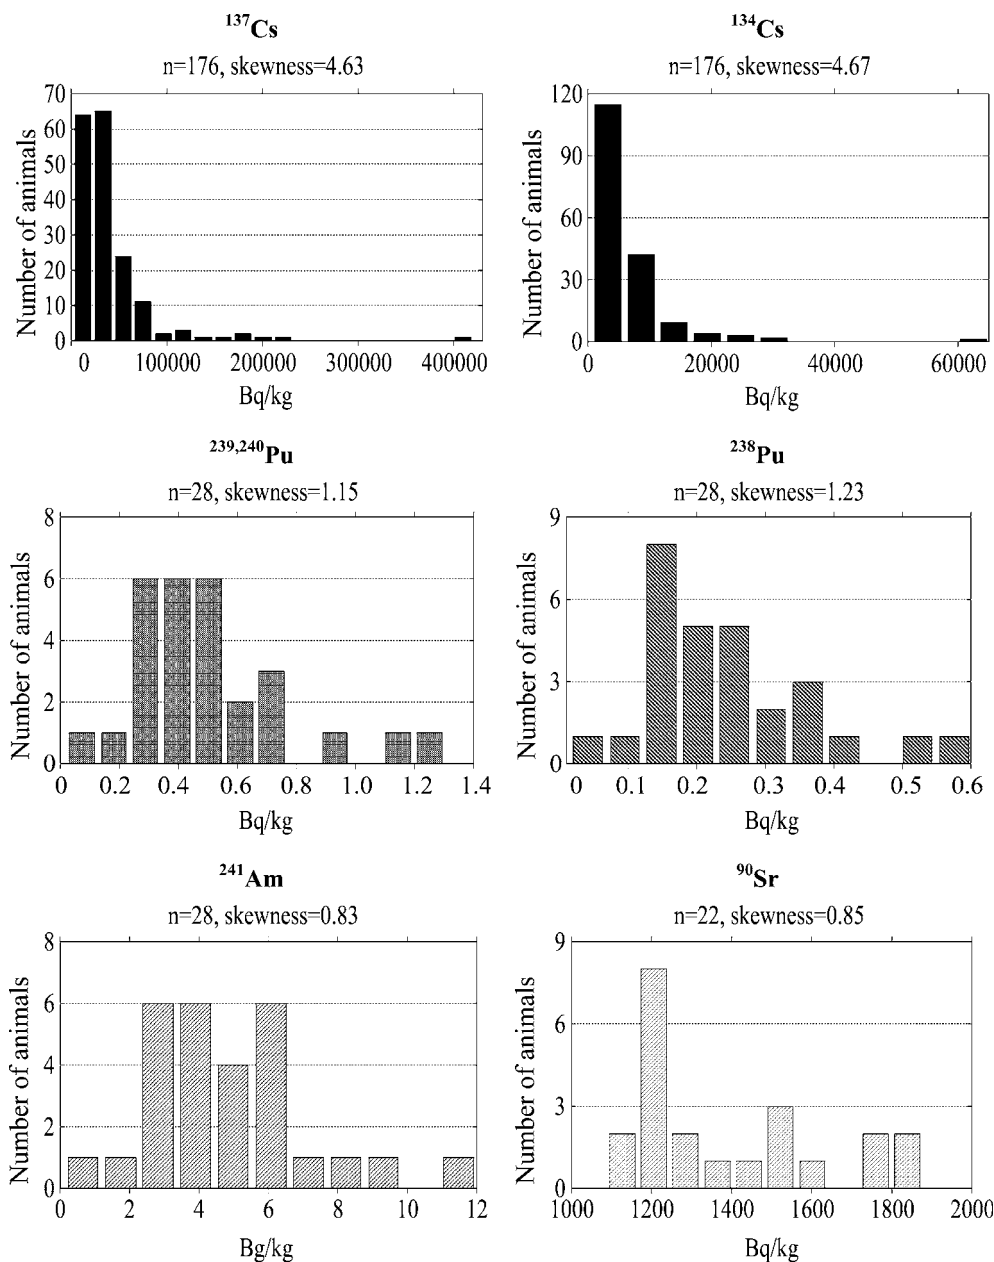 ¹³⁷Cs
n=176, skewness=4.63
Number of animals
70
60
50
40
30
20
10
0
0 100000 200000 300000 400000
Bq/kg
¹³⁴Cs
n=176, skewness=4.67
Number of animals
120
90
60
30
0
0 20000 40000 60000
Bq/kg
²³⁹,²⁴⁰Pu
n=28, skewness=1.15
Number of animals
8
6
4
2
0
0 0.2 0.4 0.6 0.8 1.0 1.2 1.4
Bq/kg
²³⁸Pu
n=28, skewness=1.23
Number of animals
9
6
3
0
0 0.1 0.2 0.3 0.4 0.5 0.6
Bq/kg
²⁴¹Am
n=28, skewness=0.83
Number of animals
8
6
4
2
0
0 2 4 6 8 10 12
Bg/kg
⁹⁰Sr
n=22, skewness=0.85
Number of animals
9
6
3
0
1000 1200 1400 1600 1800 2000
Bq/kg